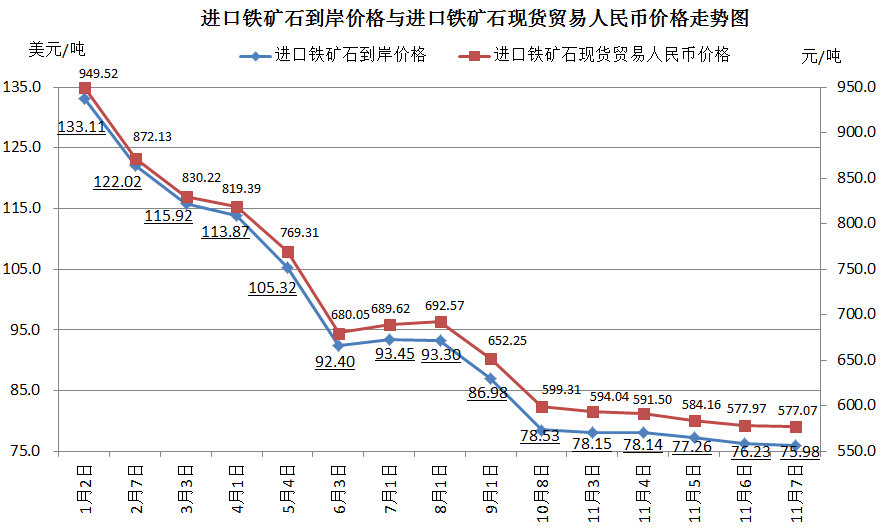 进口铁矿石到岸价格与进口铁矿石现货贸易人民币价格走势图
美元/吨
进口铁矿石到岸价格
进口铁矿石现货贸易人民币价格
元/吨
135.0
125.0
115.0
105.0
95.0
85.0
75.0
949.52
872.13
830.22
819.39
769.31
680.05
689.62
692.57
652.25
599.31
594.04
591.50
584.16
577.97
577.07
133.11
122.02
115.92
113.87
105.32
92.40
93.45
93.30
86.98
78.53
78.15
78.14
77.26
76.23
75.98
950.0
900.0
850.0
800.0
750.0
700.0
650.0
600.0
550.0
1月2日
2月7日
3月3日
4月1日
5月4日
6月3日
7月1日
8月1日
9月1日
10月8日
11月3日
11月4日
11月5日
11月6日
11月7日